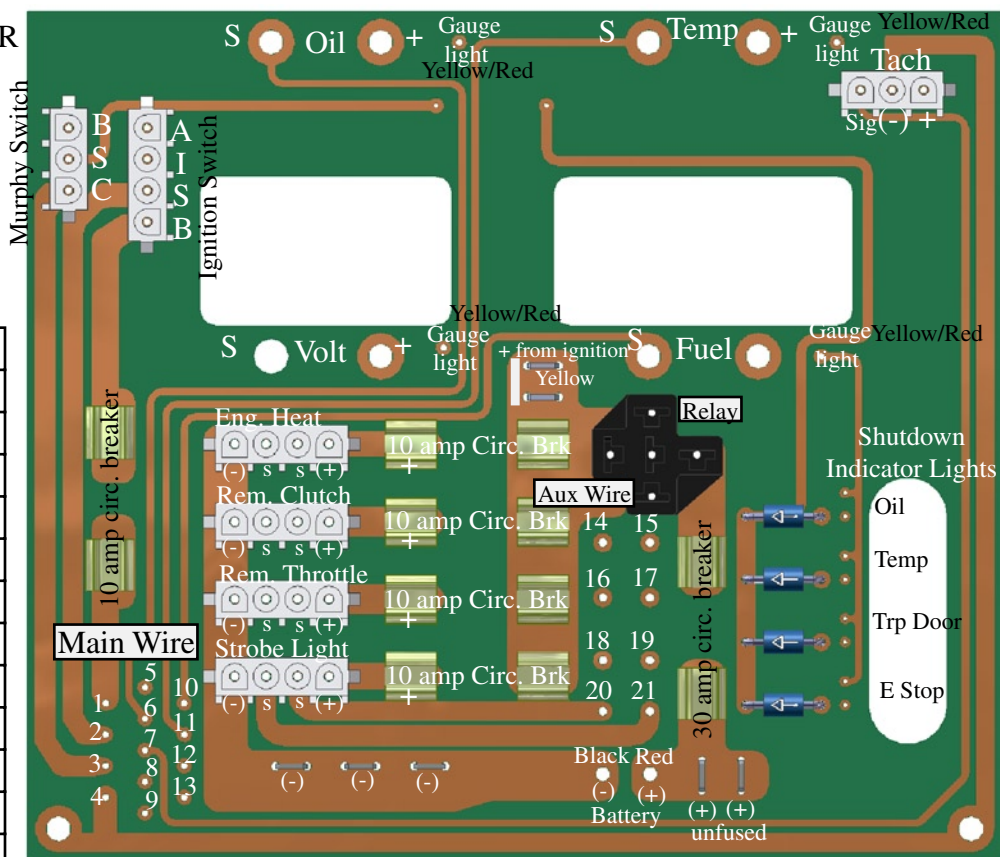 R
S Oil +
Gauge
light
Yellow/Red
S Temp +
Gauge
light
Yellow/Red
Tach
Sig(-) +
Murphy Switch
B
S
C
A
I
S
B
Ignition Switch
S Volt +
Gauge
light
Yellow/Red
+ from ignition
Yellow
S Fuel
Gauge
light
Yellow/Red
10 amp circ. breaker
Eng. Heat
(-) s s (+)
10 amp Circ. Brk
+
Relay
Rem. Clutch
(-) s s (+)
10 amp Circ. Brk
+
Aux Wire
Rem. Throttle
(-) s s (+)
10 amp Circ. Brk
+
Strobe Light
(-) s s (+)
10 amp Circ. Brk
+
14 15
16 17
18 19
20 21
30 amp circ. breaker
Shutdown
Indicator Lights
Oil
Temp
Trp Door
E Stop
Main Wire
1
2
3
4
5
6
7
8
9
10
11
12
13
(-) (-) (-)
Black Red
(-) (+)
Battery
(+) (+)
unfused